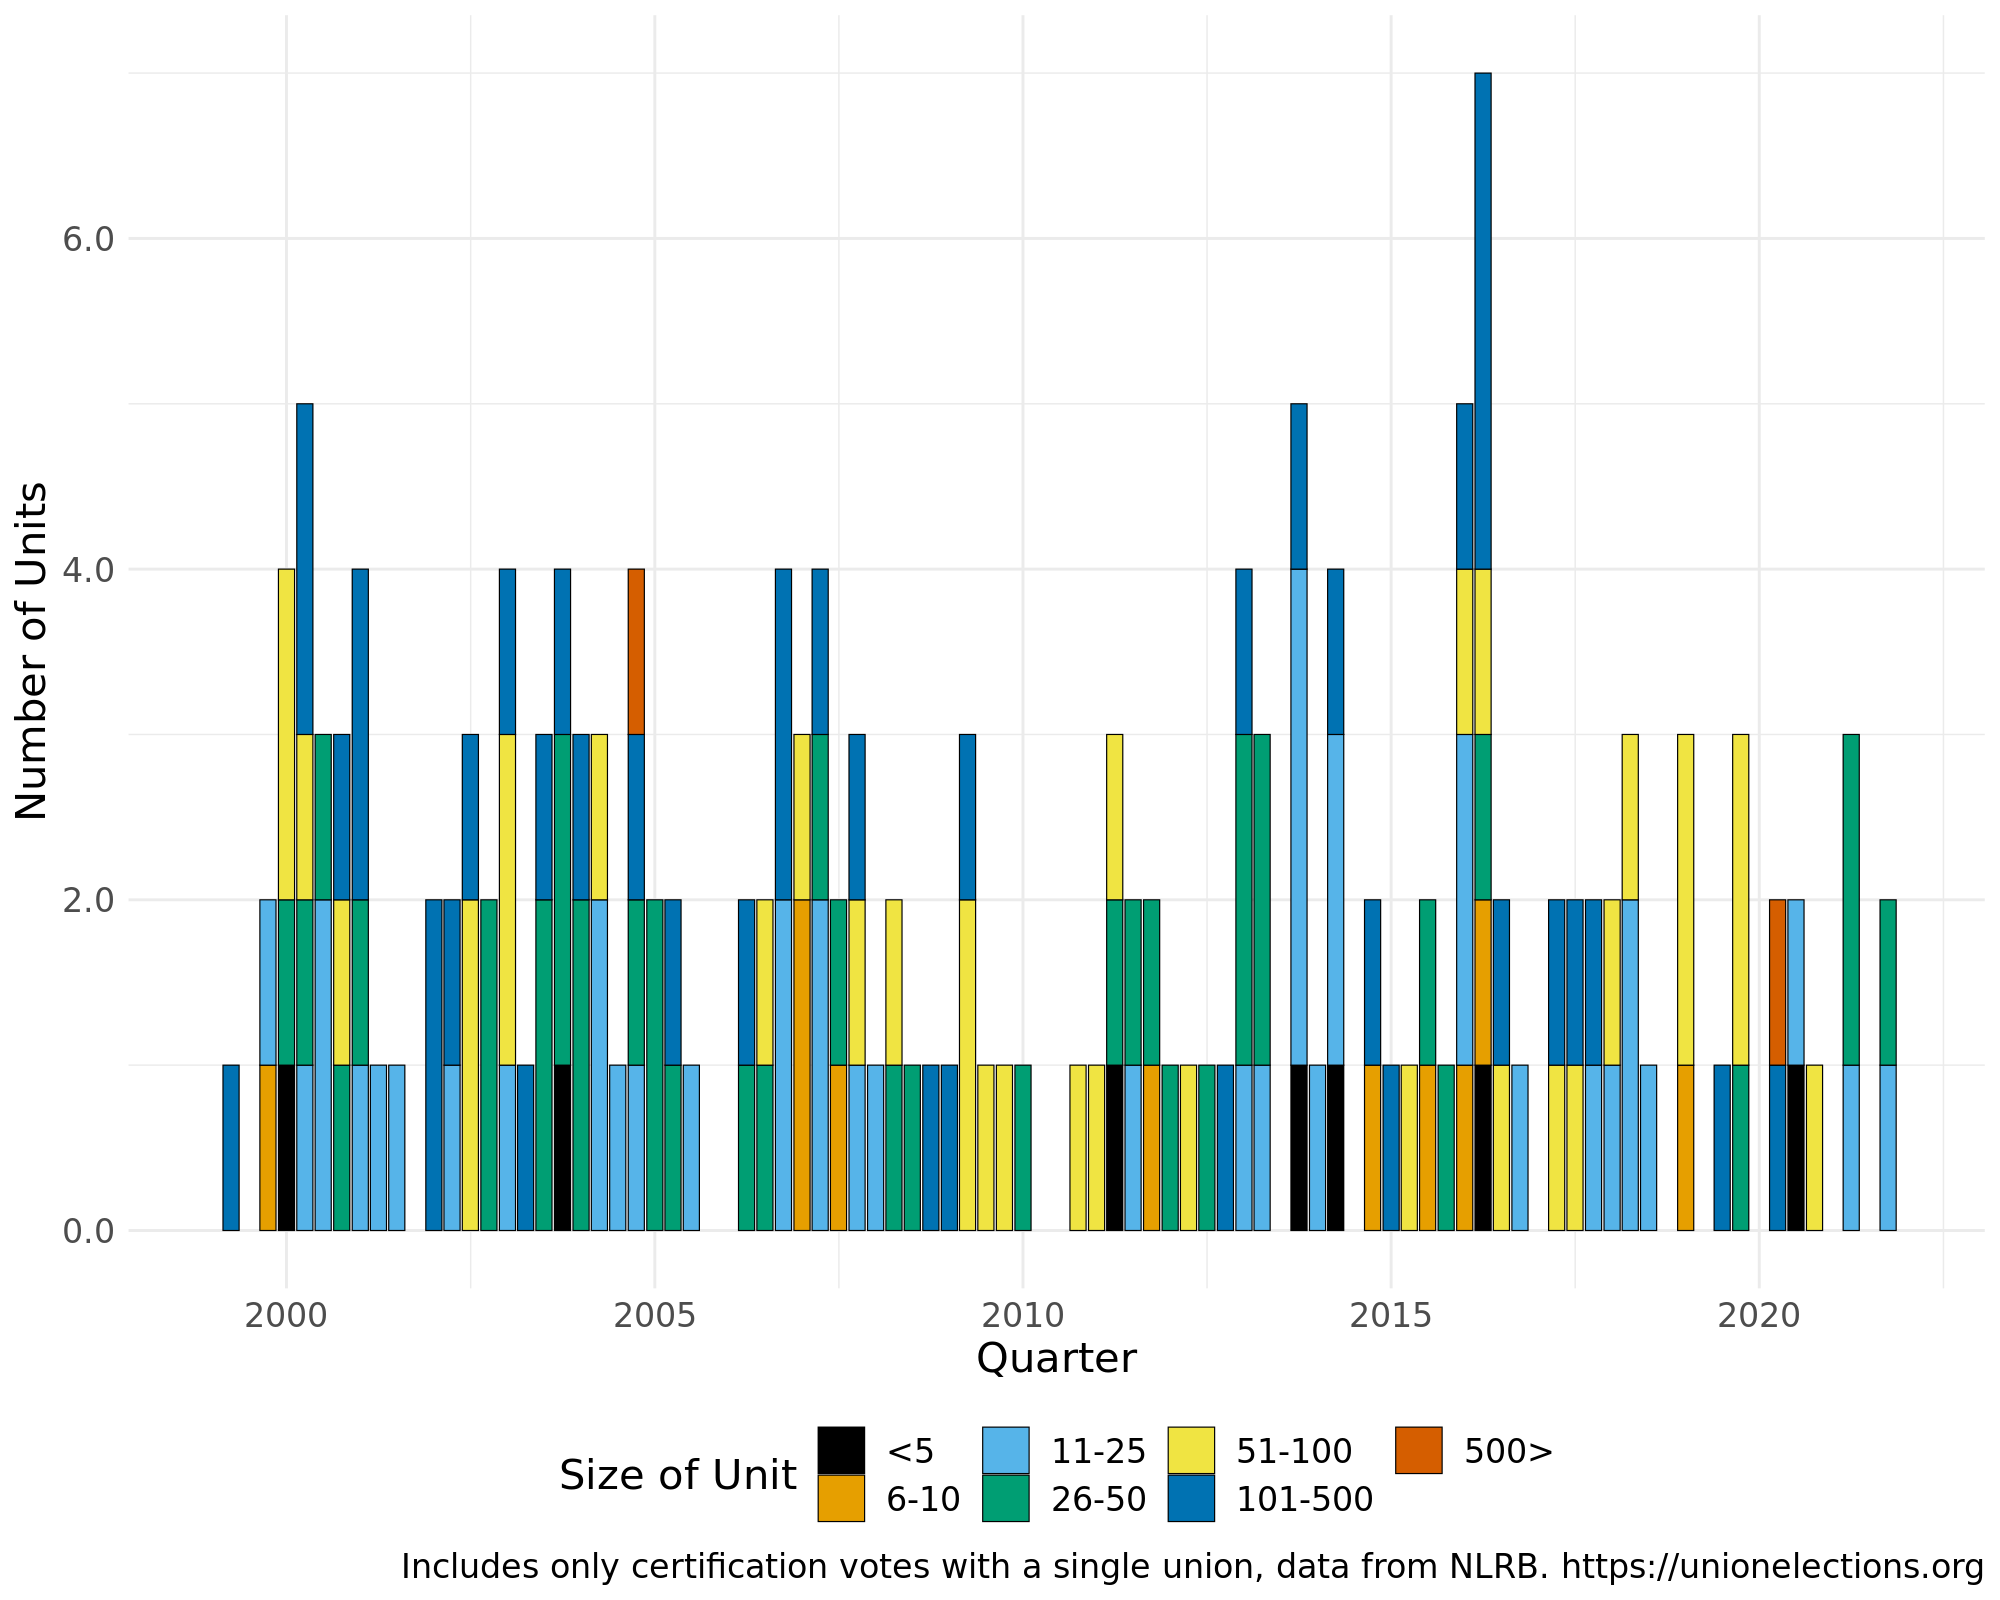 6.0
4.0
2.0
0.0
Number of Units
2000 2005 2010 2015 2020
Quarter
Size of Unit
<5 11-25 51-100 500>
6-10 26-50 101-500
Includes only certification votes with a single union, data from NLRB. https://unionelections.org